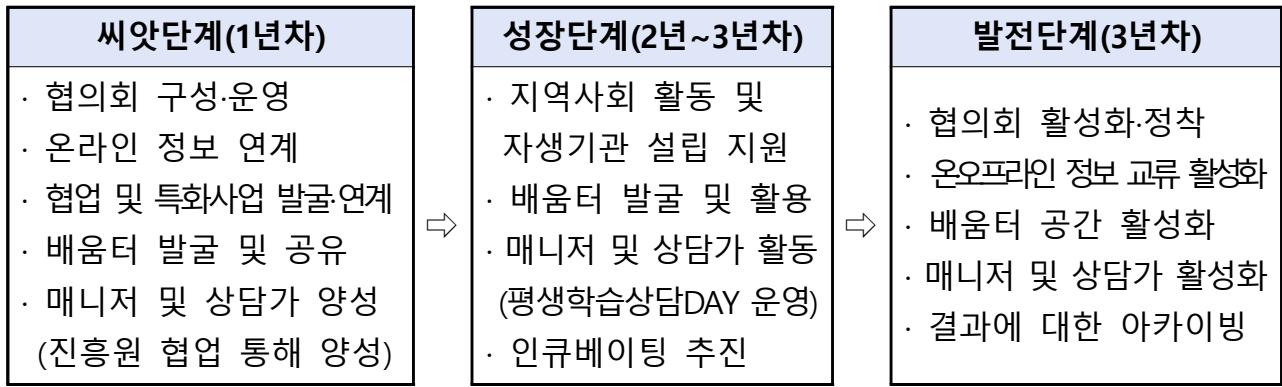 씨앗단계(1년차)
· 협의회 구성·운영
· 온라인 정보 연계
· 협업 및 특화사업 발굴·연계
· 배움터 발굴 및 공유
· 매니저 및 상담가 양성
(진흥원 협업 통해 양성)
⇨
성장단계(2년~3년차)
· 지역사회 활동 및
자생기관 설립 지원
· 배움터 발굴 및 활용
· 매니저 및 상담가 활동
(평생학습상담DAY 운영)
· 인큐베이팅 추진
⇨
발전단계(3년차)
· 협의회 활성화·정착
· 온오프라인 정보 교류 활성화
· 배움터 공간 활성화
· 매니저 및 상담가 활성화
· 결과에 대한 아카이빙